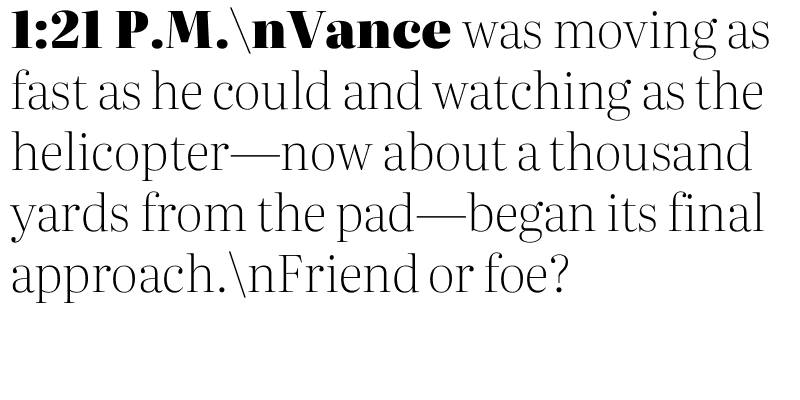 1:21 P.M.\nVance was moving as
fast as he could and watching as the
helicopter—now about a thousand
yards from the pad—began its final
approach.\nFriend or foe?